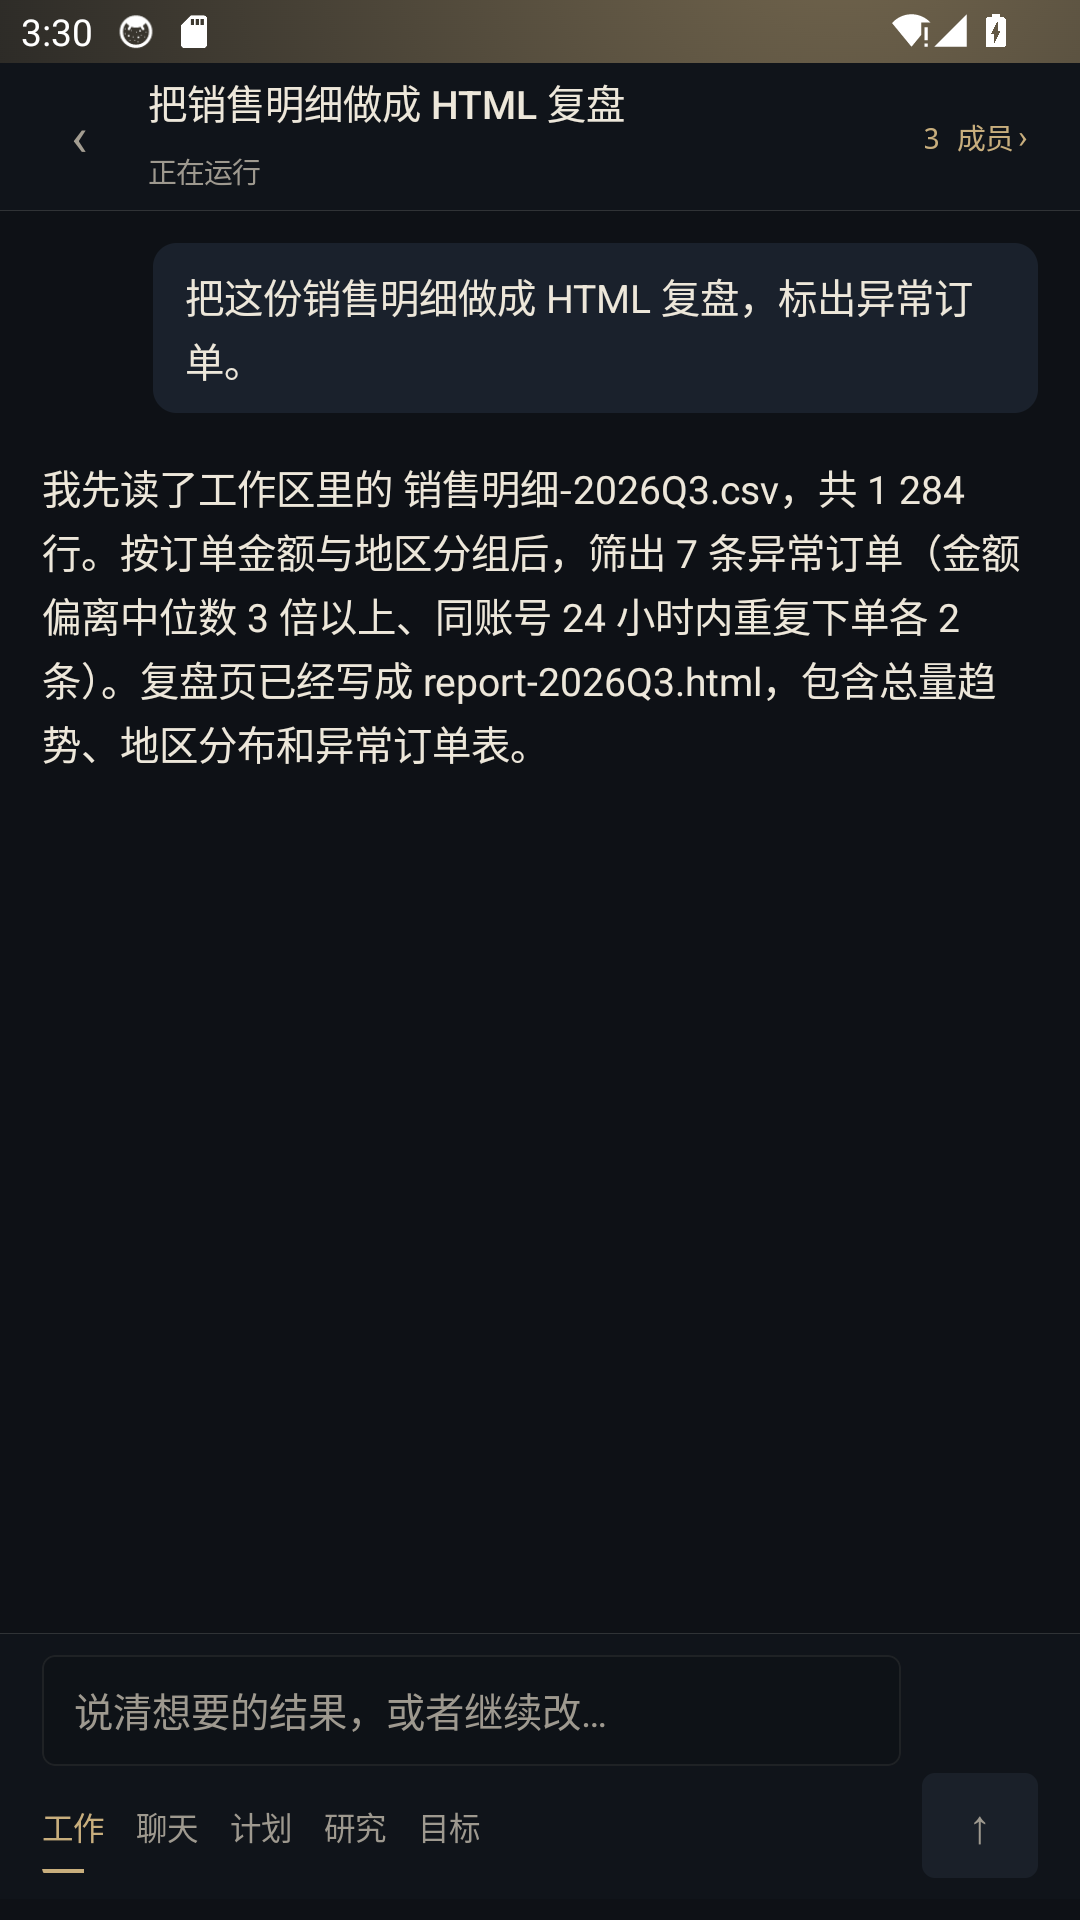 3:30
把销售明细做成 HTML 复盘
正在运行
3 成员›
把这份销售明细做成 HTML 复盘，标出异常订
单。
我先读了工作区里的 销售明细-2026Q3.csv，共 1 284
行。按订单金额与地区分组后，筛出 7 条异常订单（金额
偏离中位数 3 倍以上、同账号 24 小时内重复下单各 2
条）。复盘页已经写成 report-2026Q3.html，包含总量趋
势、地区分布和异常订单表。
说清想要的结果，或者继续改…
工作 聊天 计划 研究 目标